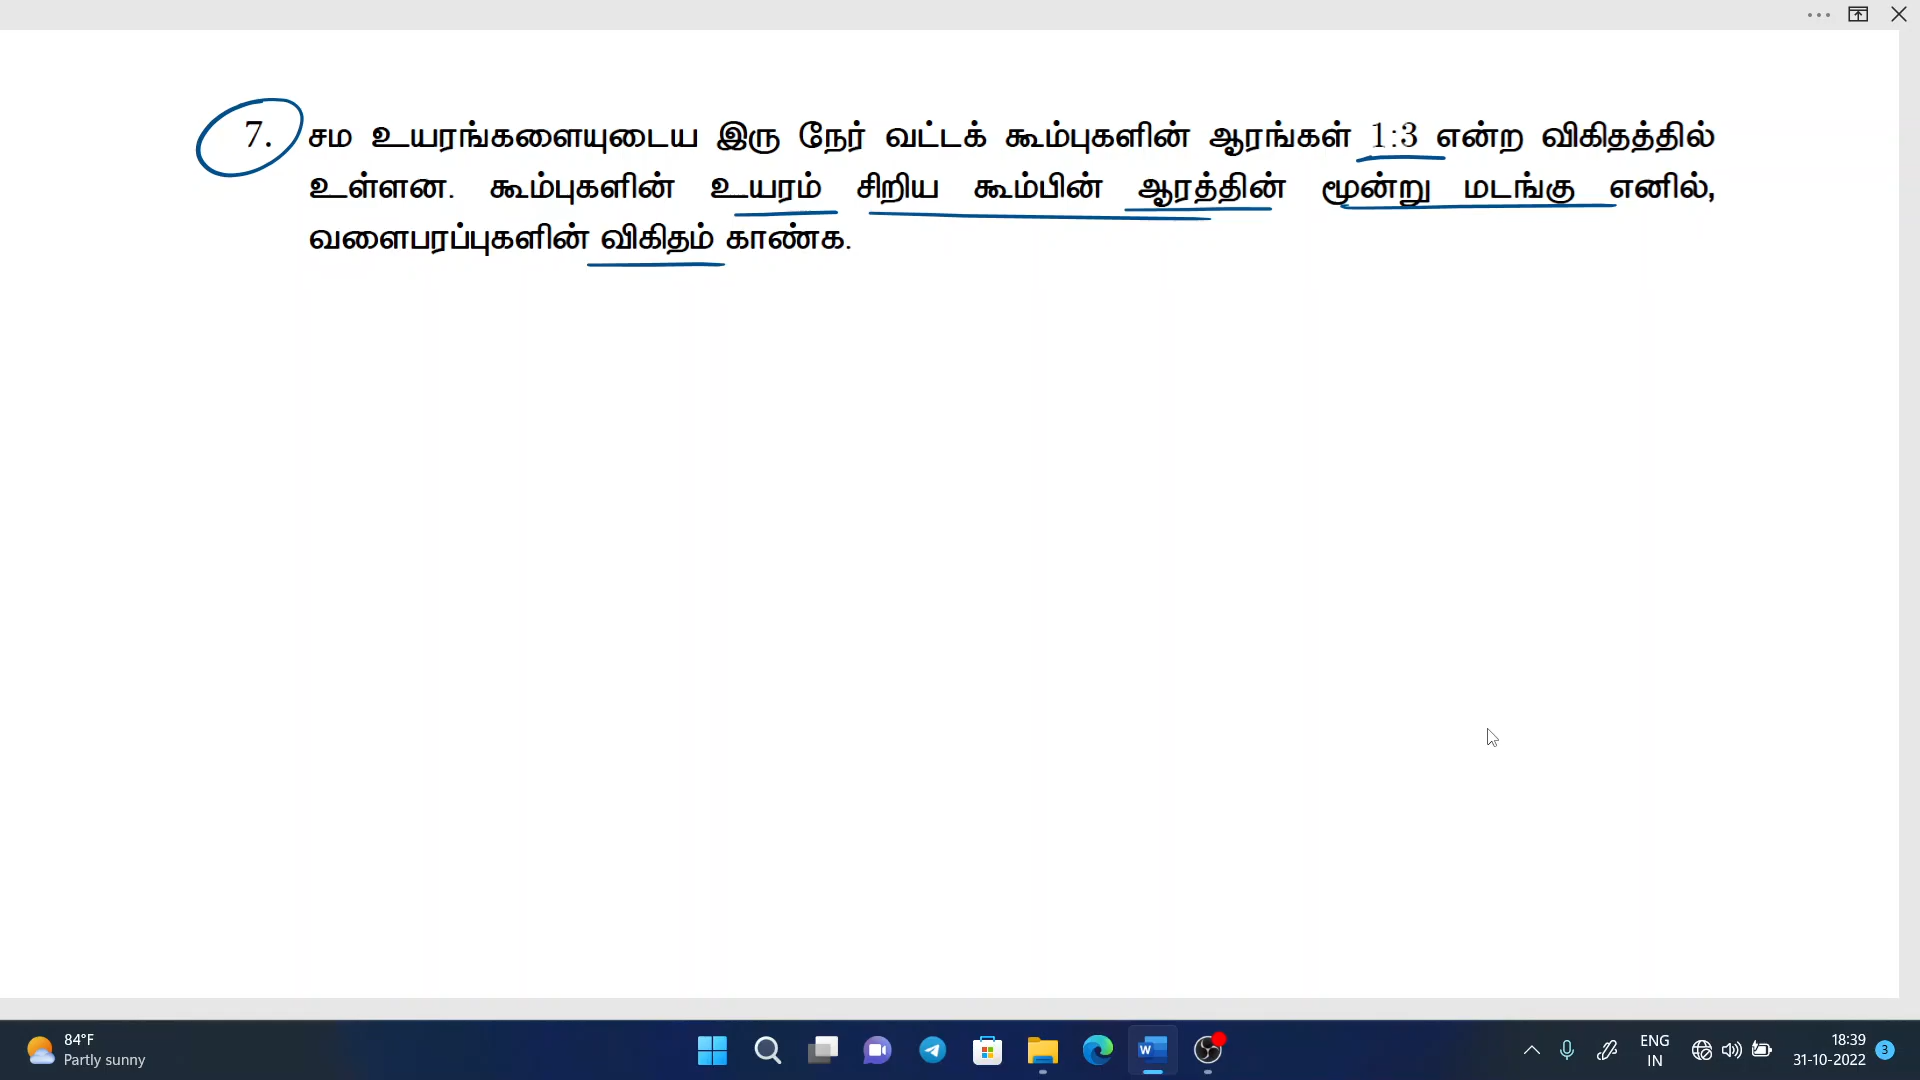 7. சம உயரங்களையுடைய இரு நேர் வட்டக் கூம்புகளின் ஆரங்கள் 1:3 என்ற விகிதத்தில்
உள்ளன. கூம்புகளின் உயரம் சிறிய கூம்பின் ஆரத்தின் மூன்று மடங்கு எனில்,
வளைபரப்புகளின் விகிதம் காண்க.
84°F
Partly sunny
ENG
IN
18:39
31-10-2022
3